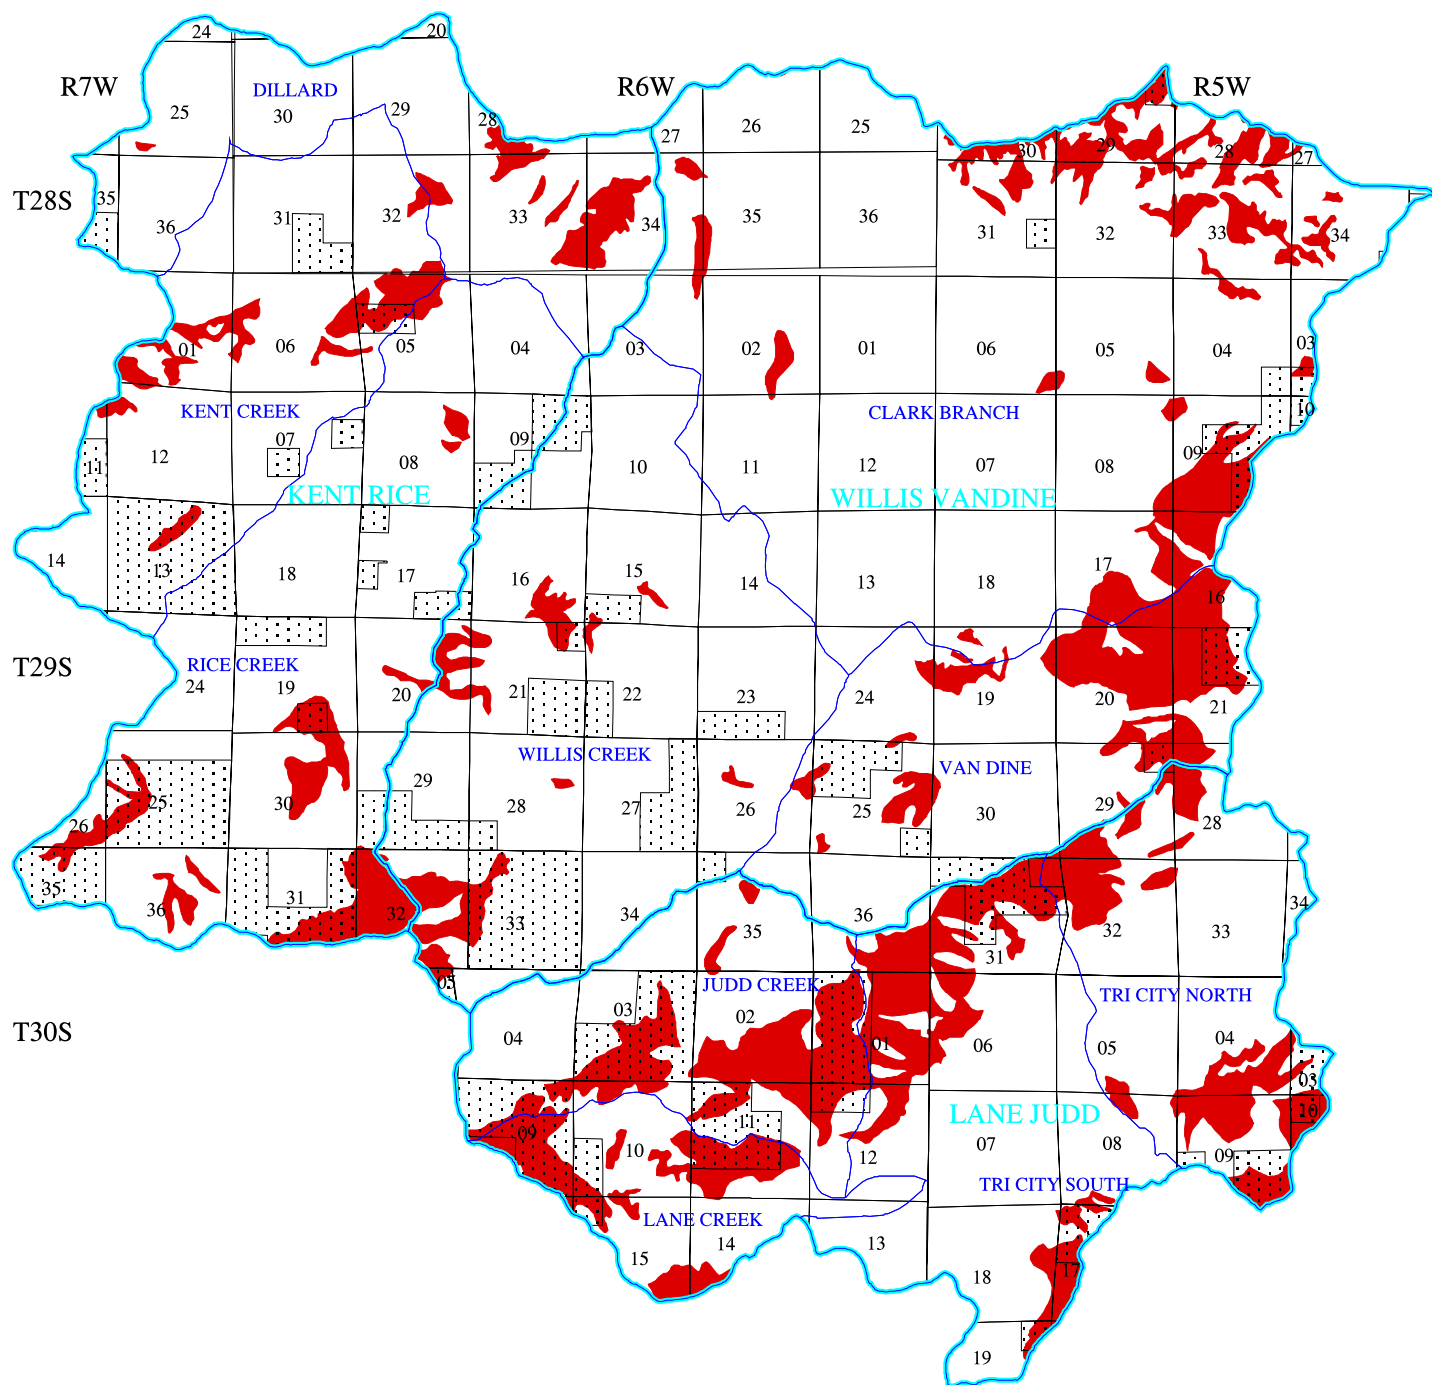 24 20
R7W R6W R5W
DILLARD
25 30 29 28 27 26 25 30 29 28 27
T28S
35 36 31 32 33 34 35 36 31 32 33 34
01 06 05 04 03 02 01 06 05 04 03
KENT CREEK CLARK BRANCH
11 12 07 08 09 10 11 12 07 08 09 10
KENT RICE WILLIS VANDINE
14 13 18 17 16 15 14 13 18 17 16
T29S
RICE CREEK
24 19 20 21 22 23 24 19 20 21
WILLIS CREEK VAN DINE
26 25 30 29 28 27 26 25 30 29 28
35 36 31 32 33 34 35 36 31 32 33 34
05 JUDD CREEK TRI CITY NORTH
T30S
04 03 02 01 06 05 04 03
LANE JUDD
09 10 11 12 07 08 09 10
TRI CITY SOUTH
LANE CREEK
15 14 13 18 17
19